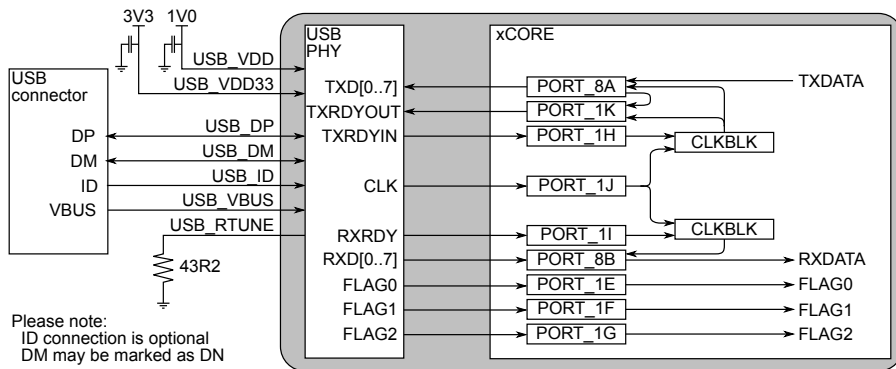 3V3
1V0
USB
PHY
xCORE
USB_VDD
USB_VDD33
USB
connector
TXD[0..7]
PORT_8A
TXDATA
TXRDYOUT
PORT_1K
DP
USB_DP
TXRDYIN
PORT_1H
CLKBLK
DM
USB_DM
ID
USB_ID
CLK
PORT_1J
VBUS
USB_VBUS
USB_RTUNE
RXRDY
PORT_1I
CLKBLK
RXD[0..7]
PORT_8B
RXDATA
43R2
FLAG0
PORT_1E
FLAG0
FLAG1
PORT_1F
FLAG1
FLAG2
PORT_1G
FLAG2
Please note:
ID connection is optional
DM may be marked as DN